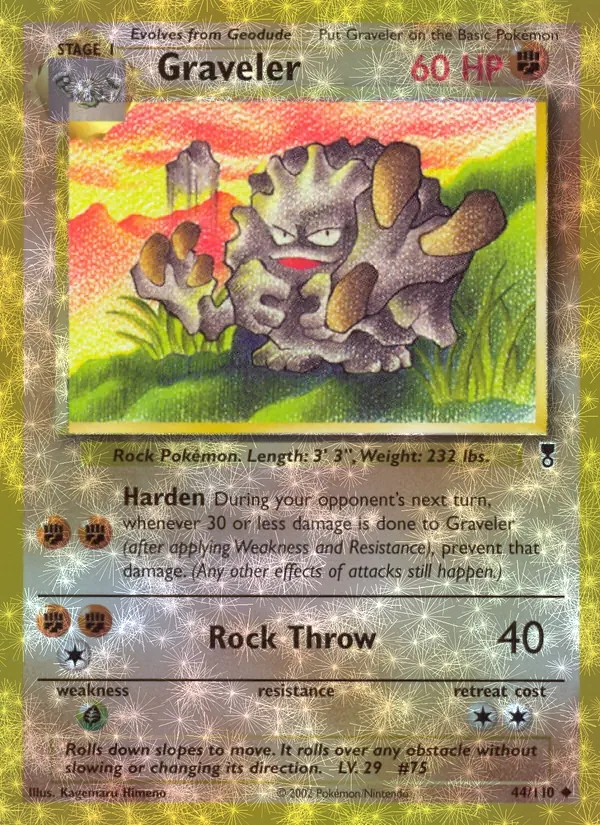 Evolves from Geodude Put Graveler on the Basic Pokémon
STAGE 1
Graveler 60 HP
Rock Pokémon. Length: 3' 3", Weight: 232 lbs.
Harden During your opponent's next turn,
whenever 30 or less damage is done to Graveler
(after applying Weakness and Resistance), prevent that
damage. (Any other effects of attacks still happen.)
Rock Throw 40
weakness resistance retreat cost
Rolls down slopes to move. It rolls over any obstacle without
slowing or changing its direction. LV. 29 #75
Illus. Kagemaru Himeno © 2002 Pokémon/Nintendo 44/110